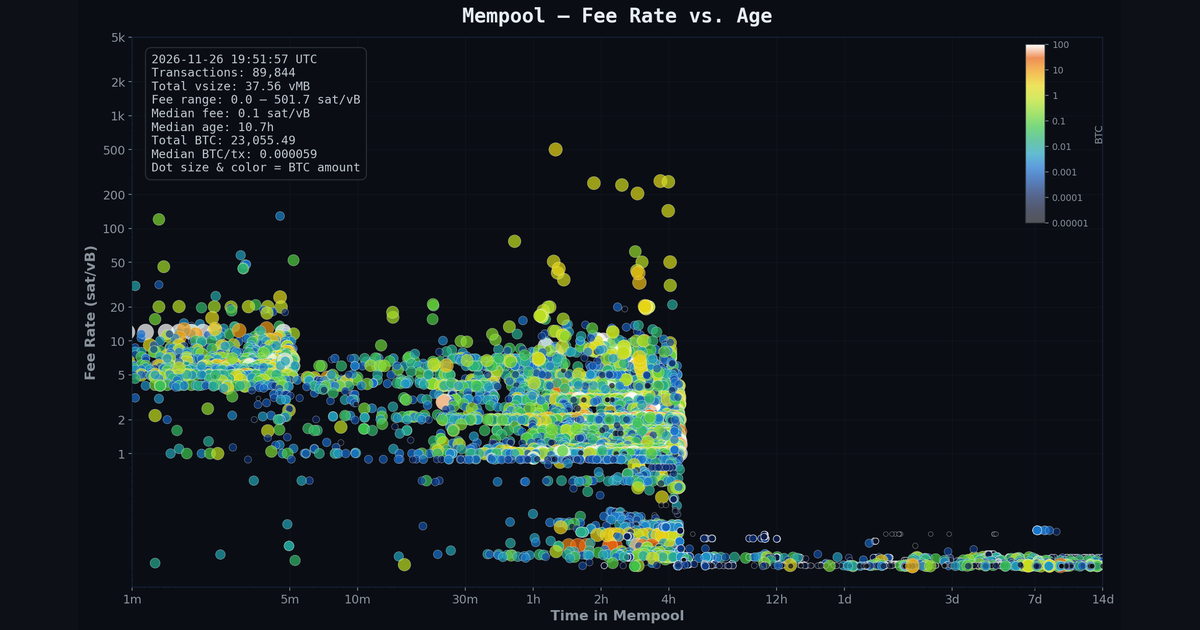 Mempool — Fee Rate vs. Age
2026-11-26 19:51:57 UTC
Transactions: 89,844
Total vsize: 37.56 vMB
Fee range: 0.0 – 501.7 sat/vB
Median fee: 0.1 sat/vB
Median age: 10.7h
Total BTC: 23,055.49
Median BTC/tx: 0.000059
Dot size & color = BTC amount
100
10
1
0.1
0.01
0.001
0.0001
0.00001
BTC
Fee Rate (sat/vB)
5k
2k
1k
500
200
100
50
20
10
5
2
1
1m
5m
10m
30m
1h
2h
4h
12h
1d
3d
7d
14d
Time in Mempool